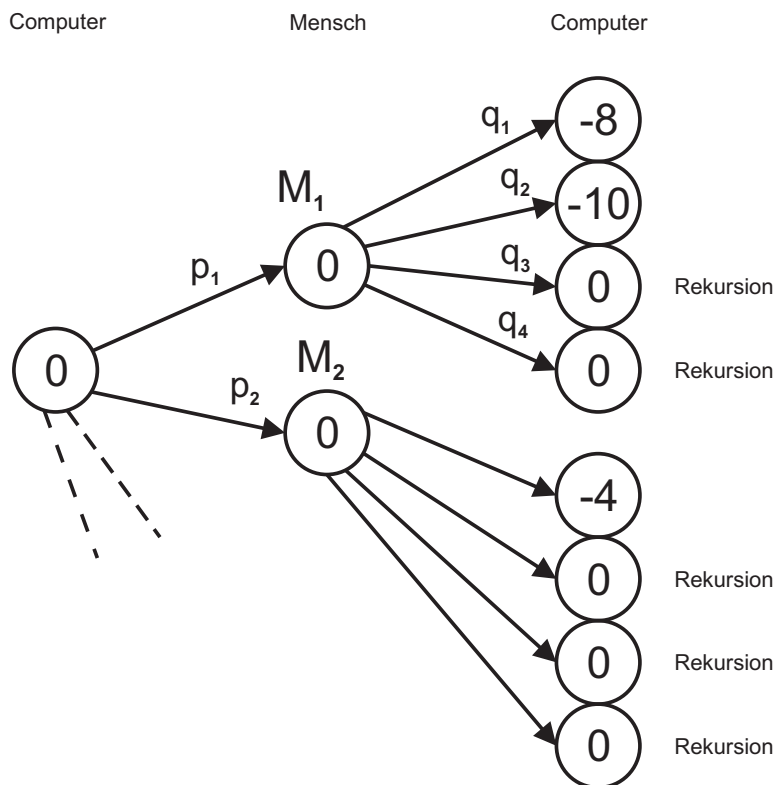 Computer Mensch Computer
-8
q₁
-10
q₂
M₁
0
q₃
0 Rekursion
p₁
q₄
0 Rekursion
0
M₂
p₂
0
-4
0 Rekursion
0 Rekursion
0 Rekursion